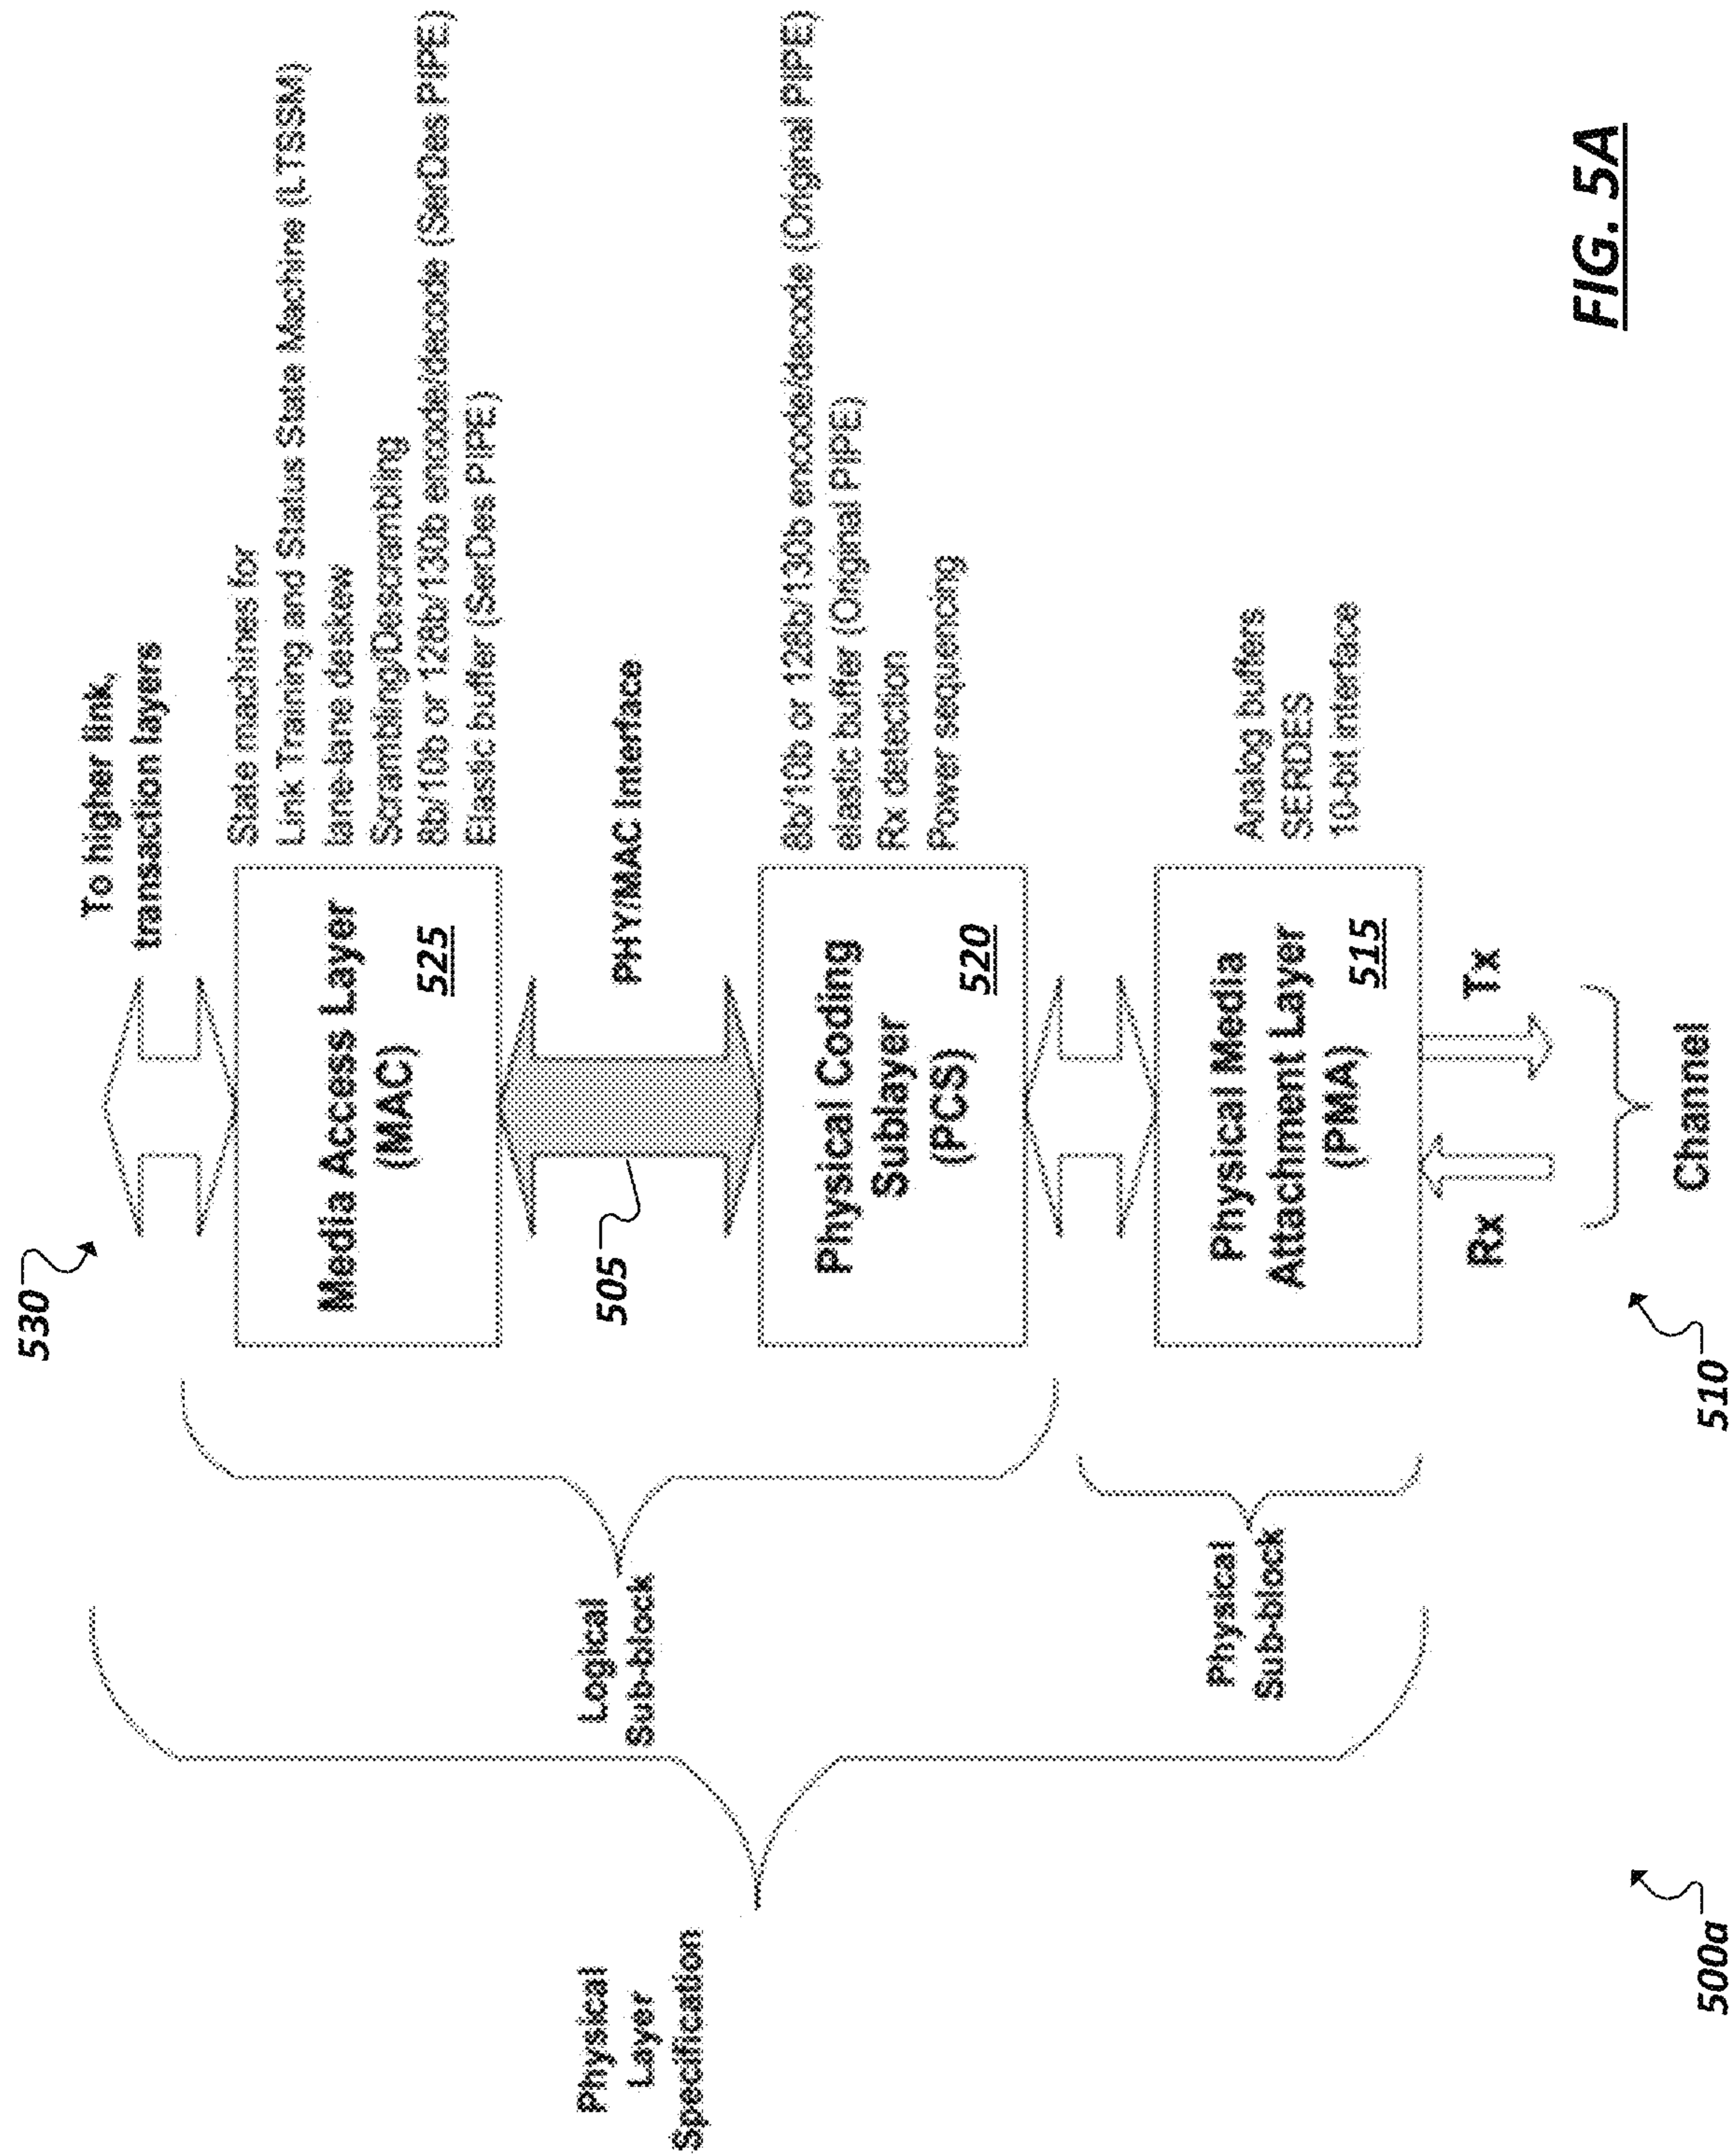 530
To higher link,
transaction layers
Media Access Layer
(MAC)
525
State machines for
Link Training and Status State Machine (LTSSM)
lane-lane deskew
Scrambling/Descrambling
8b/10b or 128b/130b encode/decode (SerDes PIPE)
Elastic buffer (SerDes PIPE)
505
PHY/MAC Interface
Physical
Layer
Specification
Logical
Sub-block
Physical Coding
Sublayer
(PCS)
520
8b/10b or 128b/130b encode/decode (Original PIPE)
elastic buffer (Original PIPE)
Rx detection
Power sequencing
Physical
Sub-block
Physical Media
Attachment Layer
(PMA)
515
Analog buffers
SERDES
10-bit interface
Rx
Tx
Channel
510
500a
FIG. 5A